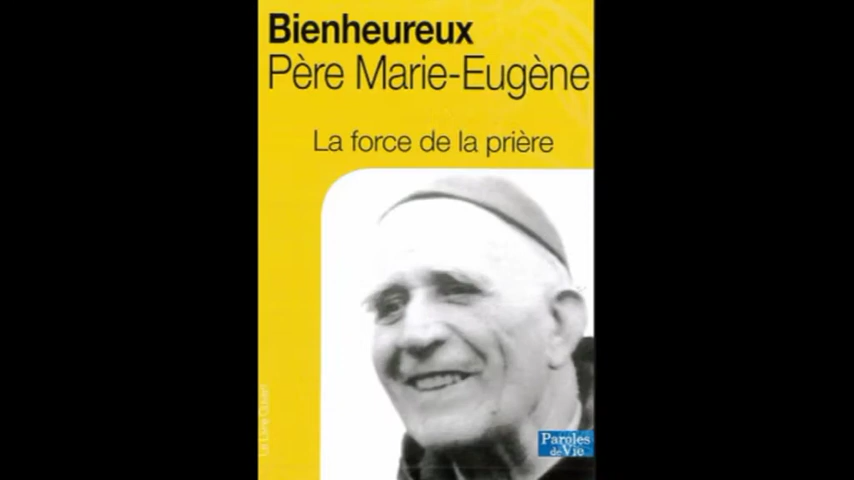 Bienheureux
Père Marie-Eugène
La force de la prière
Paroles
de Vie